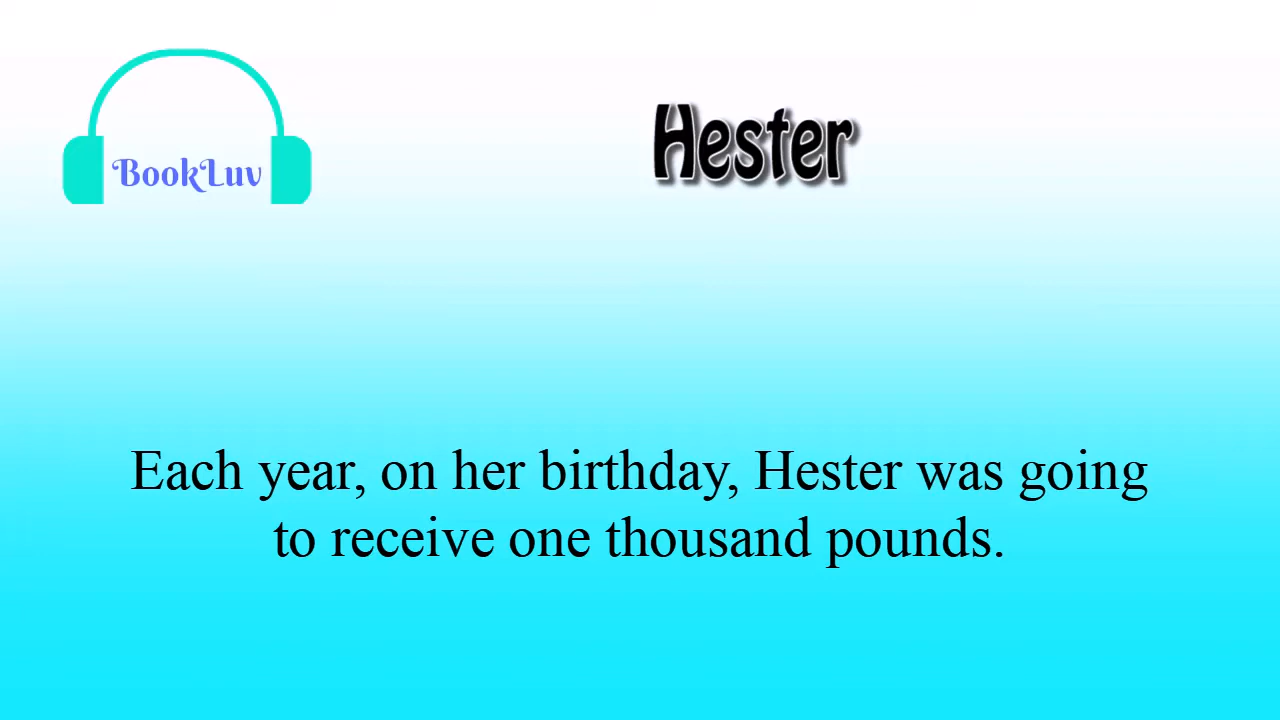 BookLuv
Hester
Each year, on her birthday, Hester was going
to receive one thousand pounds.